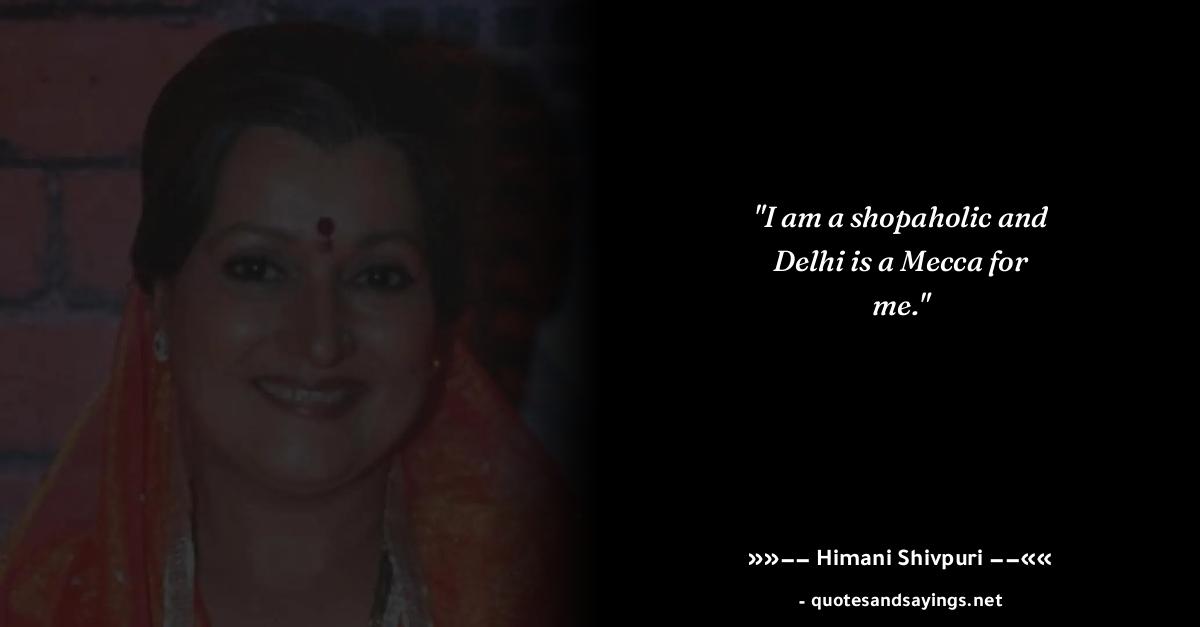 "I am a shopaholic and
Delhi is a Mecca for
me."
»»–– Himani Shivpuri ––««
- quotesandsayings.net